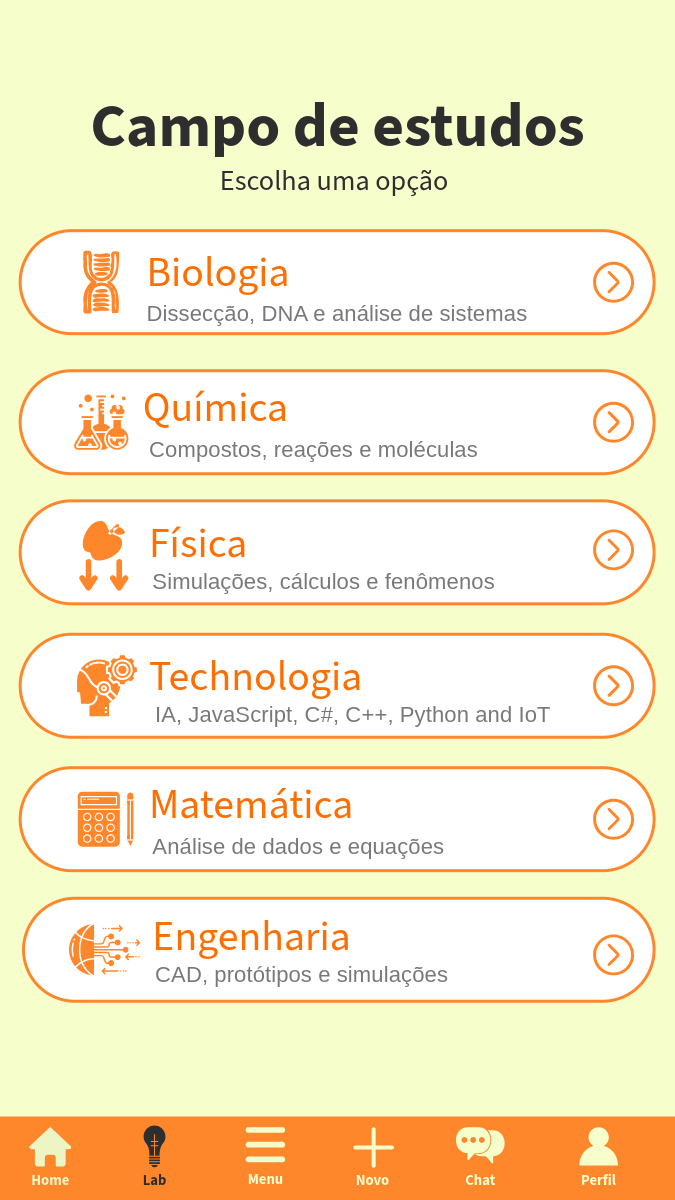 Campo de estudos
Escolha uma opção
Biologia
Dissecção, DNA e análise de sistemas
Química
Compostos, reações e moléculas
Física
Simulações, cálculos e fenômenos
Technologia
IA, JavaScript, C#, C++, Python and IoT
Matemática
Análise de dados e equações
Engenharia
CAD, protótipos e simulações
Home Lab Menu Novo Chat Perfil